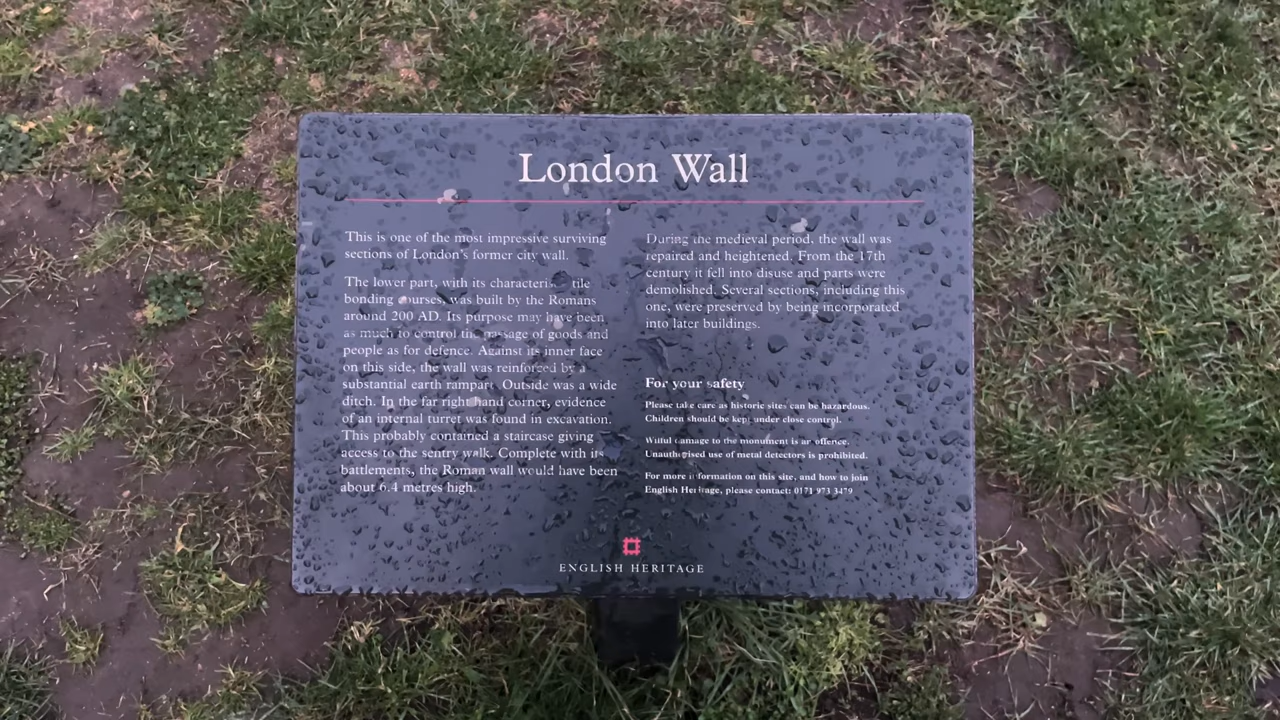 London Wall
This is one of the most impressive surviving
sections of London's former city wall.
The lower part, with its characteristic tile
bonding courses, was built by the Romans
around 200 AD. Its purpose may have been
as much to control the passage of goods and
people as for defence. Against its inner face
on this side, the wall was reinforced by a
substantial earth rampart. Outside was a wide
ditch. In the far right hand corner, evidence
of an internal turret was found in excavation.
This probably contained a staircase giving
access to the sentry walk. Complete with its
battlements, the Roman wall would have been
about 6.4 metres high.
During the medieval period, the wall was
repaired and heightened. From the 17th
century it fell into disuse and parts were
demolished. Several sections, including this
one, were preserved by being incorporated
into later buildings.
For your safety
Please take care as historic sites can be hazardous.
Children should be kept under close control.
Wilful damage to the monument is an offence.
Unauthorised use of metal detectors is prohibited.
For more information on this site, and how to join
English Heritage, please contact: 0171 973 3479
ENGLISH HERITAGE